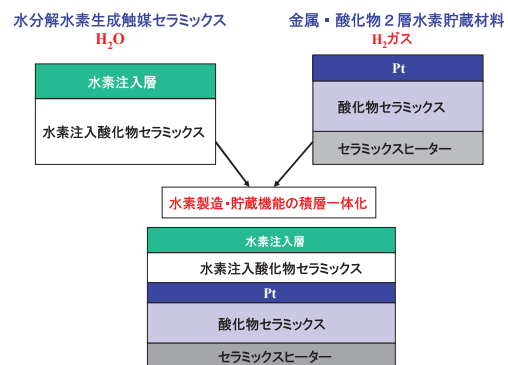 水分解水素生成触媒セラミックス
H₂O
水素注入層
水素注入酸化物セラミックス
金属・酸化物２層水素貯蔵材料
H₂ガス
Pt
酸化物セラミックス
セラミックスヒーター
水素製造・貯蔵機能の積層一体化
水素注入層
水素注入酸化物セラミックス
Pt
酸化物セラミックス
セラミックスヒーター